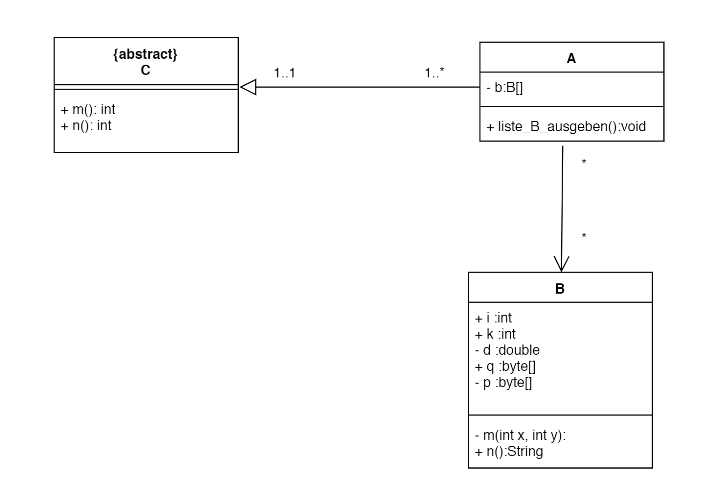 {abstract}
C
+ m(): int
+ n(): int
1..1
1..*
A
- b:B[]
+ liste_B_ausgeben():void
*
*
B
+ i :int
+ k :int
- d :double
+ q :byte[]
- p :byte[]
- m(int x, int y):
+ n():String